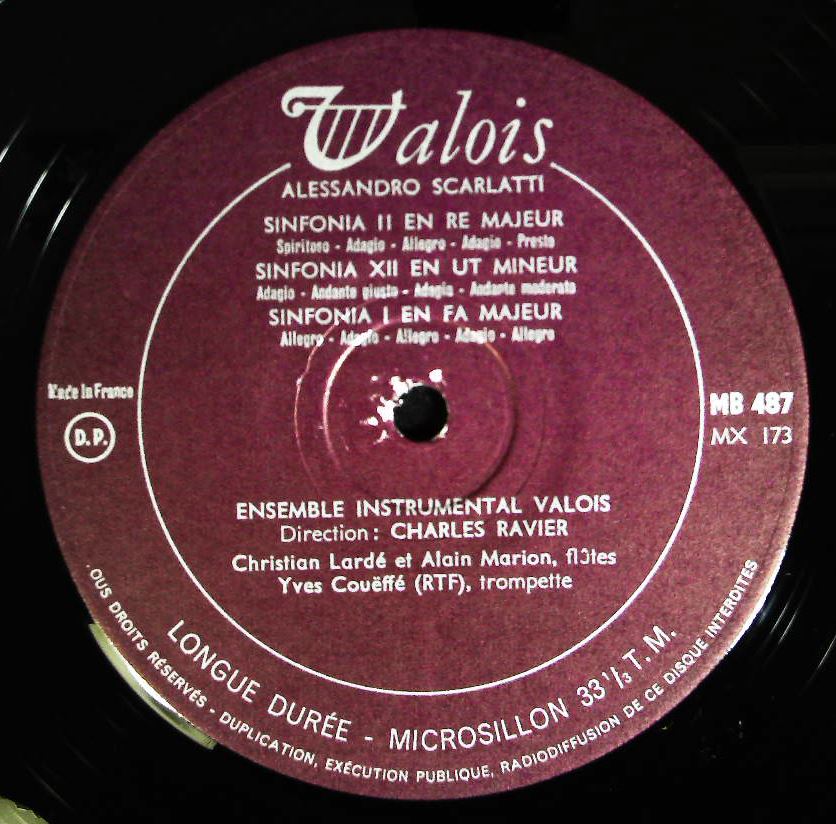 Valois
ALESSANDRO SCARLATTI
SINFONIA II EN RE MAJEUR
Spiritoso - Adagio - Allegro - Adagio - Presto
SINFONIA XII EN UT MINEUR
Adagio - Andante giusto - Adagio - Andante moderato
SINFONIA I EN FA MAJEUR
Allegro - Adagio - Allegro - Adagio - Allegro
Made in France
D.P.
MB 487
MX 173
ENSEMBLE INSTRUMENTAL VALOIS
Direction : CHARLES RAVIER
Christian Lardé et Alain Marion, flûtes
Yves Couëffé (RTF), trompette
LONGUE DURÉE - MICROSILLON 33 1/3 T. M.
OUS DROITS RÉSERVÉS - DUPLICATION, EXÉCUTION PUBLIQUE, RADIODIFFUSION DE CE DISQUE INTERDITES